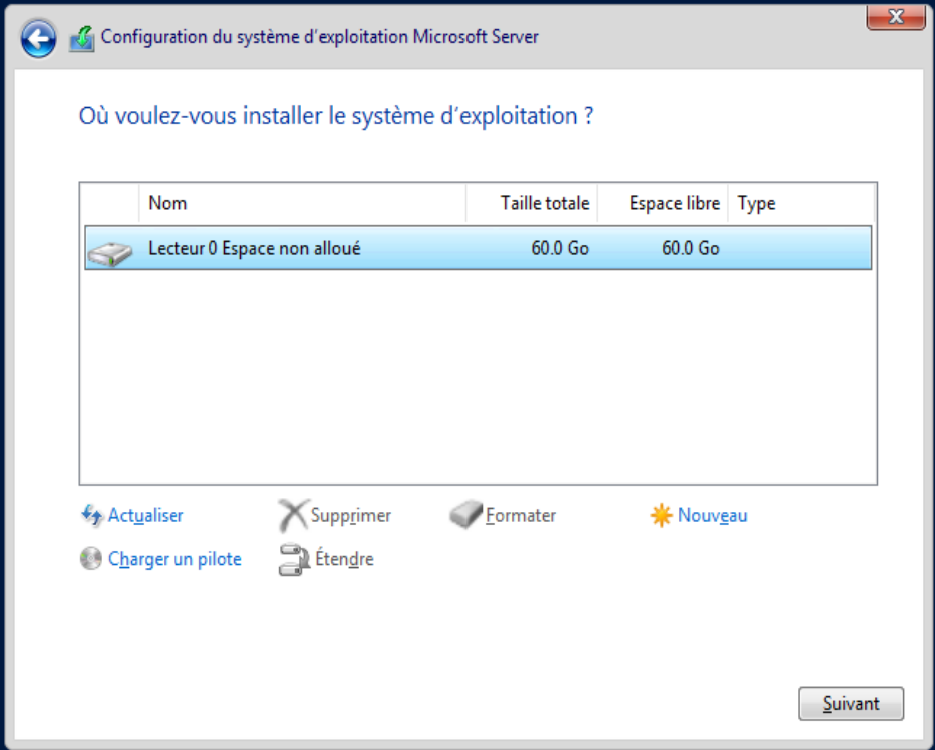 Configuration du système d'exploitation Microsoft Server
Où voulez-vous installer le système d'exploitation ?
Nom Taille totale Espace libre Type
Lecteur 0 Espace non alloué 60.0 Go 60.0 Go
Actualiser Supprimer Formater Nouveau
Charger un pilote Étendre
Suivant